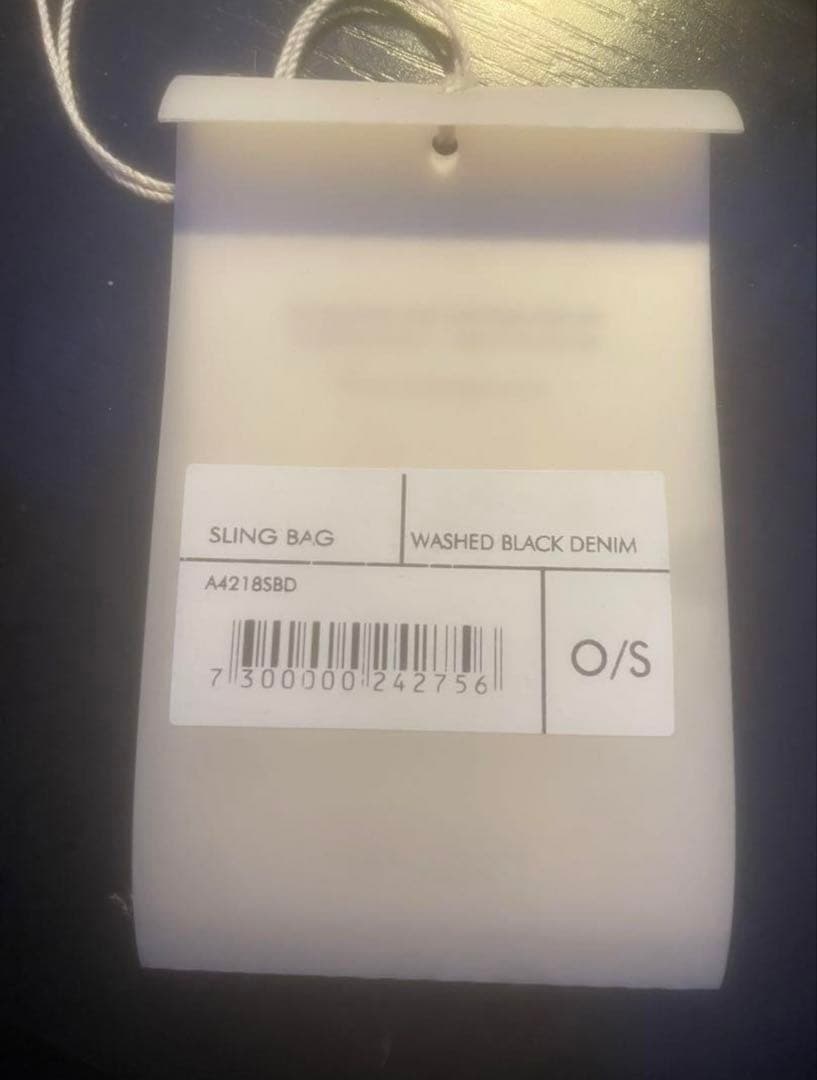 SLING BAG
WASHED BLACK DENIM
A4218SBD
O/S
7 300000 242756